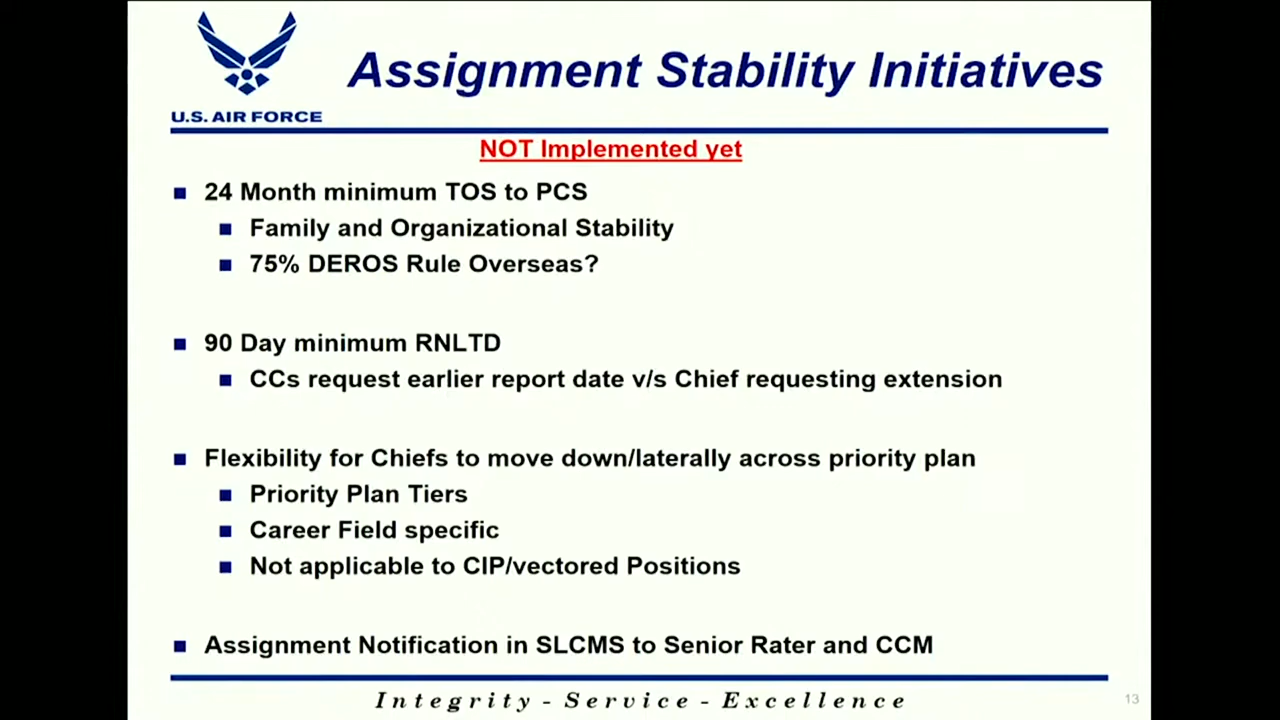 Assignment Stability Initiatives
U.S. AIR FORCE
NOT Implemented yet
24 Month minimum TOS to PCS
Family and Organizational Stability
75% DEROS Rule Overseas?
90 Day minimum RNLTD
CCs request earlier report date v/s Chief requesting extension
Flexibility for Chiefs to move down/laterally across priority plan
Priority Plan Tiers
Career Field specific
Not applicable to CIP/vectored Positions
Assignment Notification in SLCMS to Senior Rater and CCM
Integrity - Service - Excellence
13